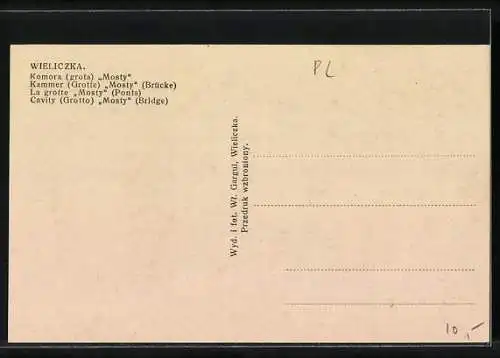 WIELICZKA.
Komora (grota) „Mosty“
Kammer (Grotte) „Mosty“ (Brücke)
La grotte „Mosty“ (Ponts)
Cavity (Grotto) „Mosty“ (Bridge)
PL
Wyd. i fot. Wł. Gargul, Wieliczka.
Przedruk wzbroniony.
10,-